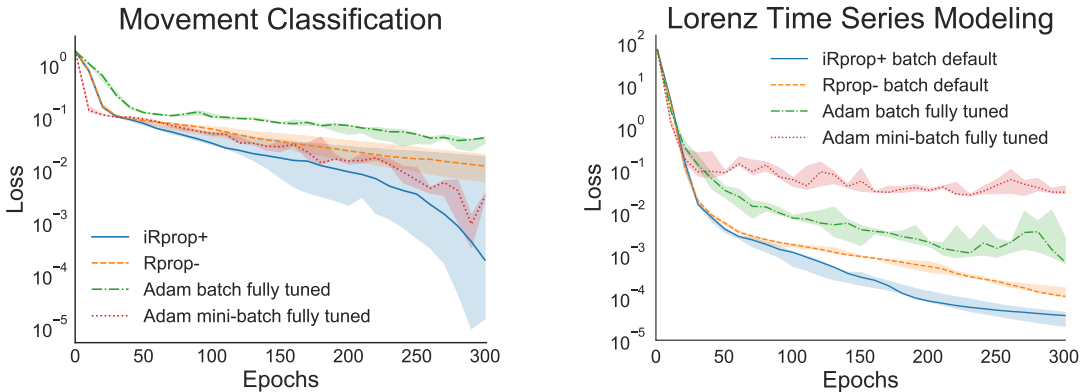 Movement Classification
Loss
10^0
10^−1
10^−2
10^−3
10^−4
10^−5
iRprop+
Rprop-
Adam batch fully tuned
Adam mini-batch fully tuned
0 50 100 150 200 250 300
Epochs
Lorenz Time Series Modeling
Loss
10^2
10^1
10^0
10^−1
10^−2
10^−3
10^−4
10^−5
iRprop+ batch default
Rprop- batch default
Adam batch fully tuned
Adam mini-batch fully tuned
0 50 100 150 200 250 300
Epochs